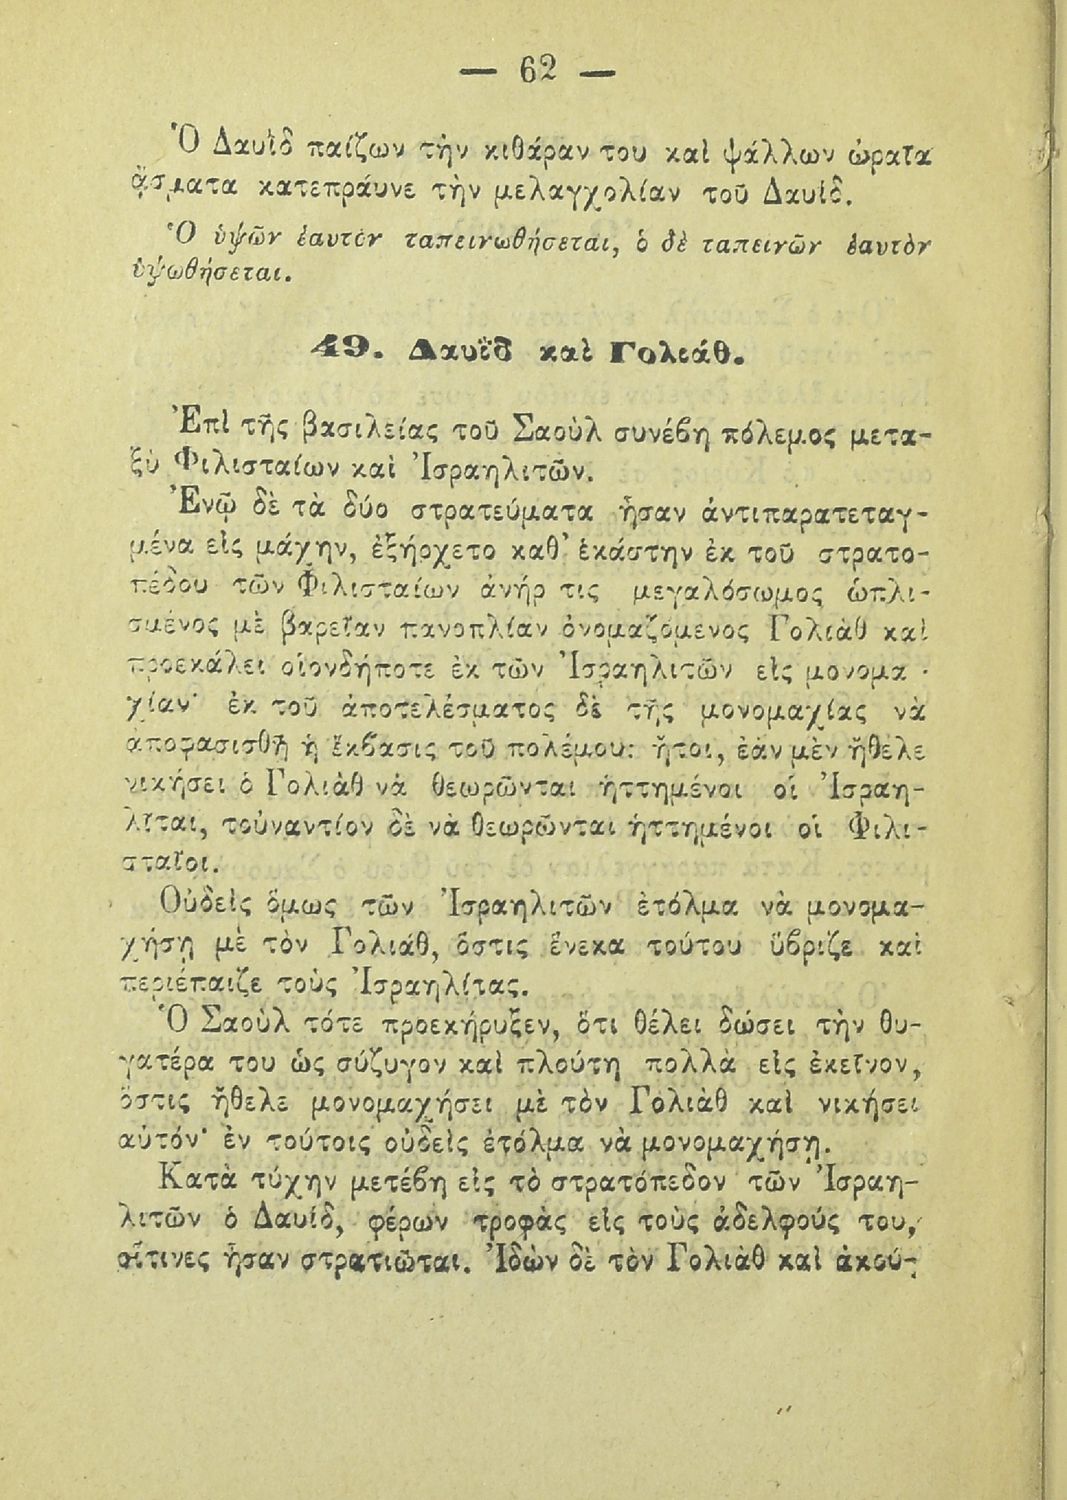 — 62 —
Ὁ Δαυῒδ παίζων τὴν κιθάραν του καὶ ψάλλων ὡραῖα
ᾄσματα κατεπράυνε τὴν μελαγχολίαν τοῦ Δαυίδ.
Ὁ ὑψῶν ἑαυτὸν ταπεινωθήσεται, ὁ δὲ ταπεινῶν ἑαυτὸν
ὑψωθήσεται.
49. Δαυῒδ καὶ Γολιάθ.
Ἐπὶ τῆς βασιλείας τοῦ Σαοὺλ συνέβη πόλεμος μετα-
ξὺ Φιλισταίων καὶ Ἰσραηλιτῶν.
Ἐνῷ δὲ τὰ δύο στρατεύματα ἦσαν ἀντιπαρατεταγ-
μένα εἰς μάχην, ἐξήρχετο καθ᾿ ἑκάστην ἐκ τοῦ στρατο-
πέδου τῶν Φιλισταίων ἀνήρ τις μεγαλόσωμος ὡπλι-
σμένος μὲ βαρεῖαν πανοπλίαν ὀνομαζόμενος Γολιὰθ καὶ
προεκάλει οἱονδήποτε ἐκ τῶν Ἰσραηλιτῶν εἰς μονομα-
χίαν· ἐκ τοῦ ἀποτελέσματος δὲ τῆς μονομαχίας νὰ
ἀποφασισθῇ ἡ ἔκβασις τοῦ πολέμου: ἤτοι, ἐὰν μὲν ἤθελε
νικήσει ὁ Γολιὰθ νὰ θεωρῶνται ἡττημένοι οἱ Ἰσραη-
λῖται, τοὐναντίον δὲ νὰ θεωρῶνται ἡττημένοι οἱ Φιλι-
σταῖοι.
Οὐδεὶς ὅμως τῶν Ἰσραηλιτῶν ἐτόλμα νὰ μονομα-
χήσῃ μὲ τὸν Γολιάθ, ὅστις ἕνεκα τούτου ὕβριζε καὶ
περιέπαιζε τοὺς Ἰσραηλίτας.
Ὁ Σαοὺλ τότε προεκήρυξεν, ὅτι θέλει δώσει τὴν θυ-
γατέρα του ὡς σύζυγον καὶ πλούτη πολλὰ εἰς ἐκεῖνον,
ὅστις ἤθελε μονομαχήσει μὲ τὸν Γολιὰθ καὶ νικήσει
αὐτόν· ἐν τούτοις οὐδεὶς ἐτόλμα νὰ μονομαχήσῃ.
Κατὰ τύχην μετέβη εἰς τὸ στρατόπεδον τῶν Ἰσραη-
λιτῶν ὁ Δαυίδ, φέρων τροφὰς εἰς τοὺς ἀδελφούς του,
οἵτινες ἦσαν στρατιῶται. Ἰδὼν δὲ τὸν Γολιὰθ καὶ ἀκού-